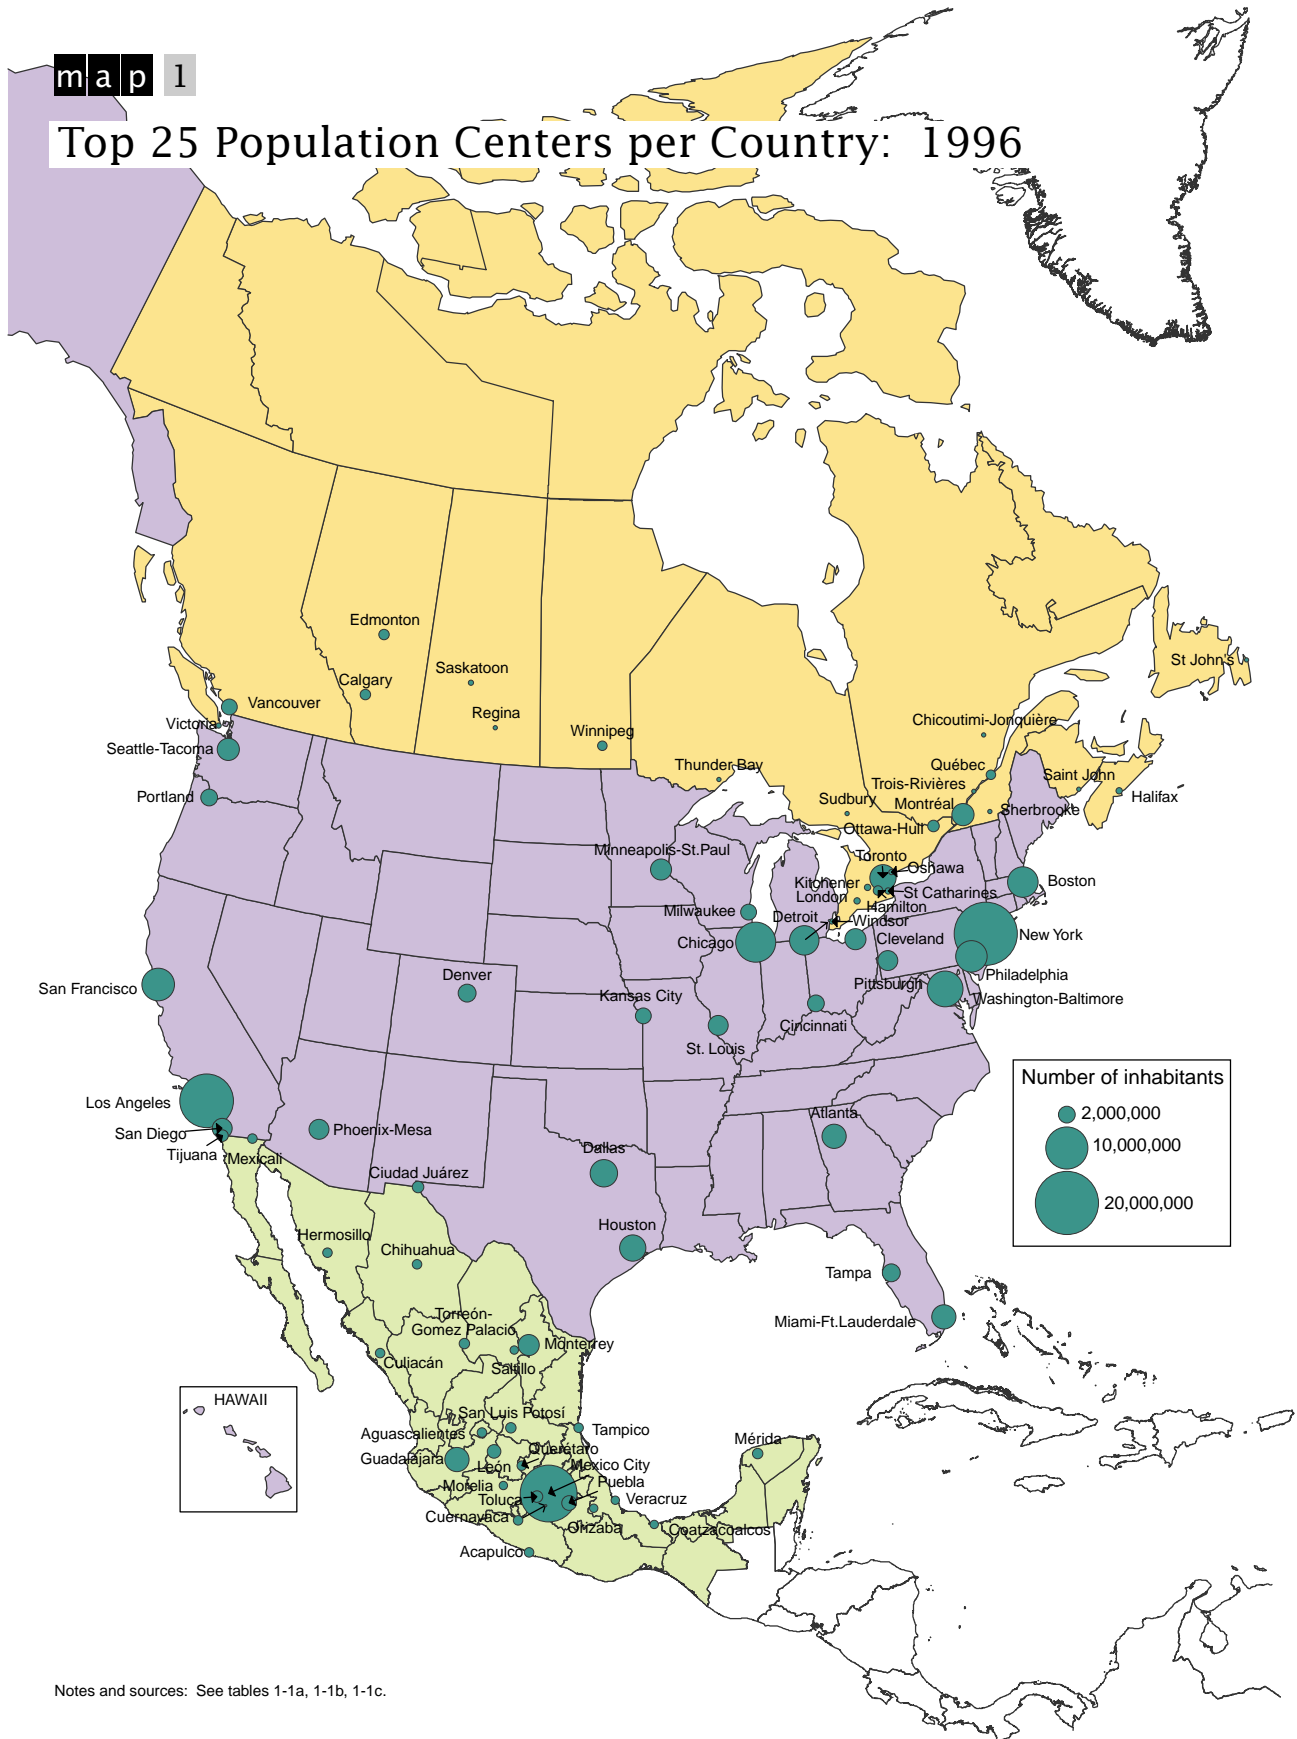 map 1
Top 25 Population Centers per Country: 1996
Edmonton
Saskatoon
Calgary
Vancouver
Regina
Victoria
Winnipeg
Seattle-Tacoma
Portland
St John's
Chicoutimi-Jonquière
Thunder Bay
Québec
Saint John
Trois-Rivières
Halifax
Sudbury
Montréal
Sherbrooke
Ottawa-Hull
Minneapolis-St.Paul
Toronto
Oshawa
Kitchener
St Catharines
Boston
London
Hamilton
Milwaukee
Detroit
Windsor
Chicago
Cleveland
New York
Philadelphia
Pittsburgh
Washington-Baltimore
San Francisco
Denver
Kansas City
Cincinnati
St. Louis
Los Angeles
San Diego
Phoenix-Mesa
Tijuana
Mexicali
Atlanta
Dallas
Ciudad Juárez
Houston
Hermosillo
Chihuahua
Tampa
Miami-Ft.Lauderdale
Number of inhabitants
2,000,000
10,000,000
20,000,000
Torreón-
Gomez Palacio
Monterrey
Culiacán
Saltillo
HAWAII
San Luis Potosí
Aguascalientes
Tampico
Mérida
Guadalajara
Querétaro
León
Mexico City
Morelia
Puebla
Toluca
Veracruz
Cuernavaca
Orizaba
Coatzacoalcos
Acapulco
Notes and sources: See tables 1-1a, 1-1b, 1-1c.